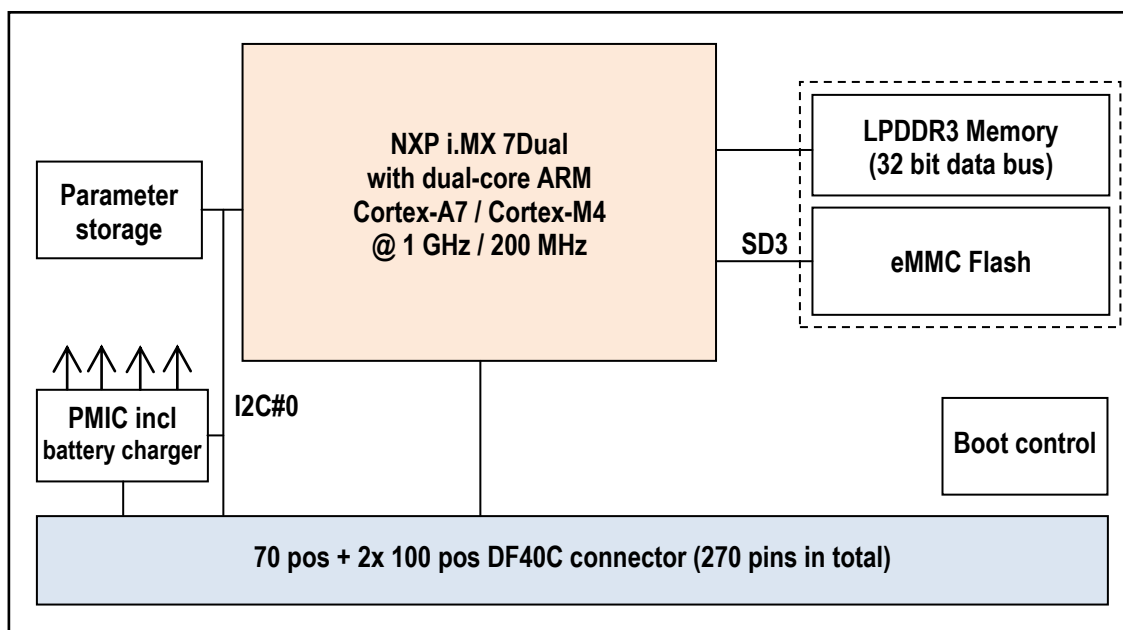 NXP i.MX 7Dual
with dual-core ARM
Cortex-A7 / Cortex-M4
@ 1 GHz / 200 MHz
LPDDR3 Memory
(32 bit data bus)
Parameter
storage
SD3
eMMC Flash
I2C#0
PMIC incl
battery charger
Boot control
70 pos + 2x 100 pos DF40C connector (270 pins in total)